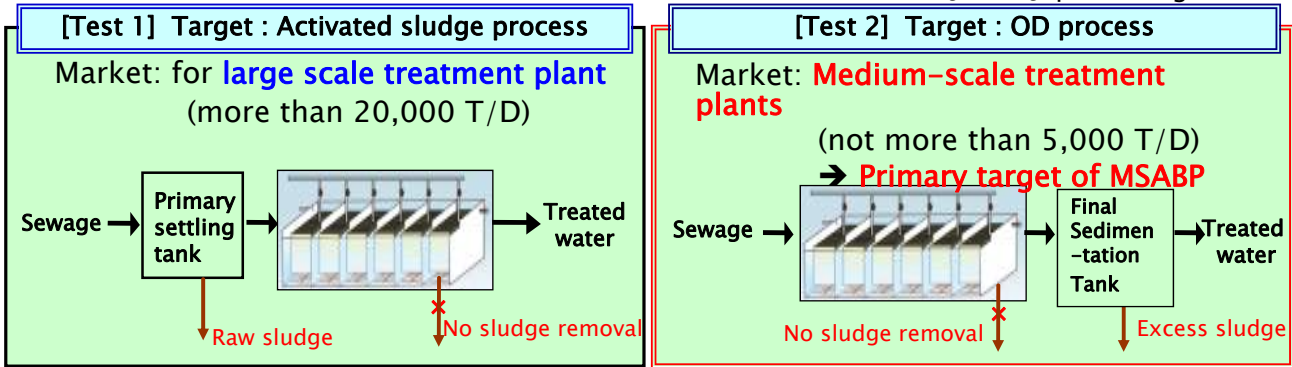 [Test 1] Target : Activated sludge process
Market: for large scale treatment plant
(more than 20,000 T/D)
Sewage
Primary
settling
tank
Treated
water
Raw sludge
No sludge removal
[Test 2] Target : OD process
Market: Medium-scale treatment
plants
(not more than 5,000 T/D)
➔ Primary target of MSABP
Sewage
Final
Sedimen
-tation
Tank
Treated
water
No sludge removal
Excess sludge